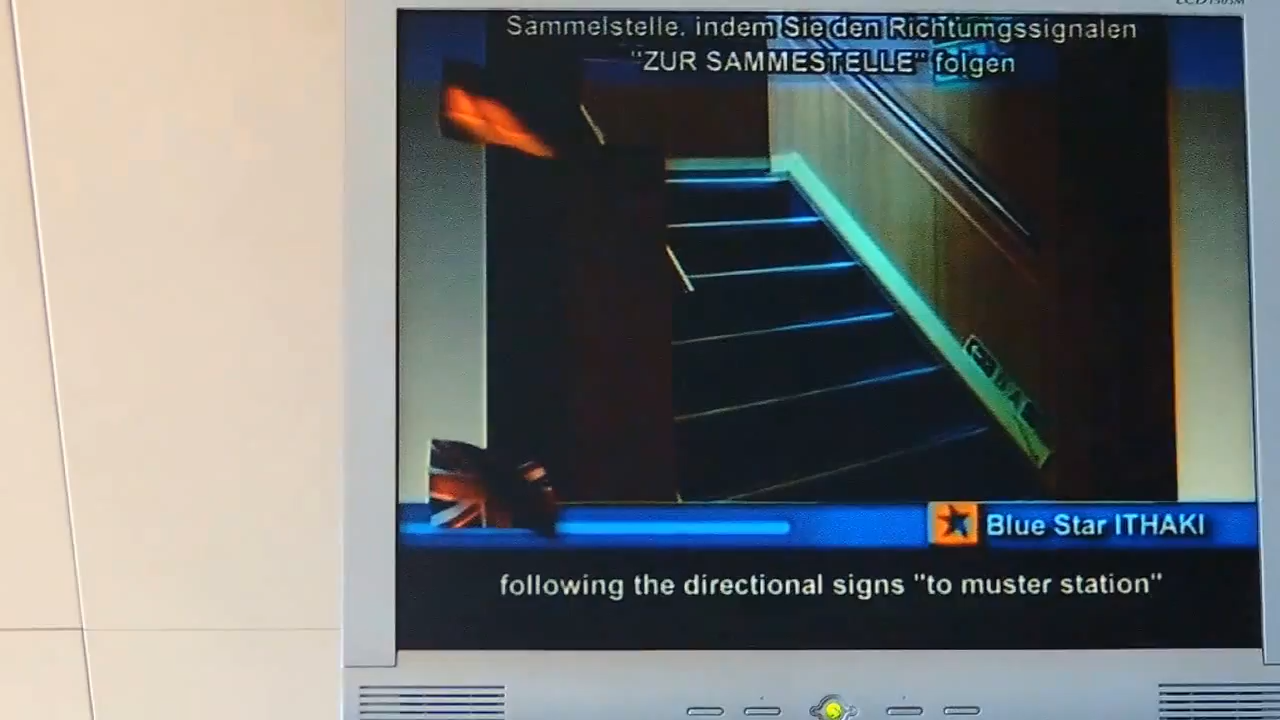 Sammelstelle. indem Sie den Richtumgssignalen
"ZUR SAMMESTELLE" folgen
Blue Star ITHAKI
following the directional signs "to muster station"